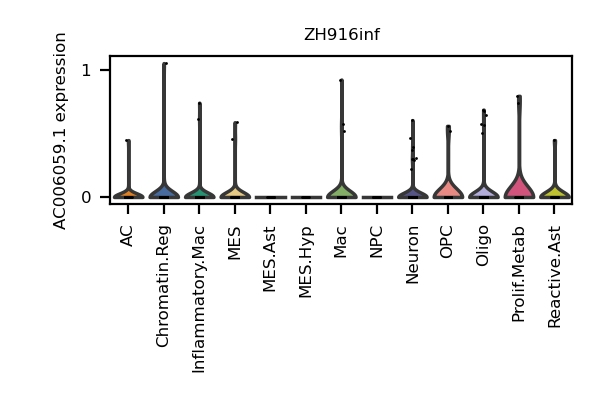 ZH916inf
AC006059.1 expression
1
0
AC
Chromatin.Reg
Inflammatory.Mac
MES
MES.Ast
MES.Hyp
Mac
NPC
Neuron
OPC
Oligo
Prolif.Metab
Reactive.Ast